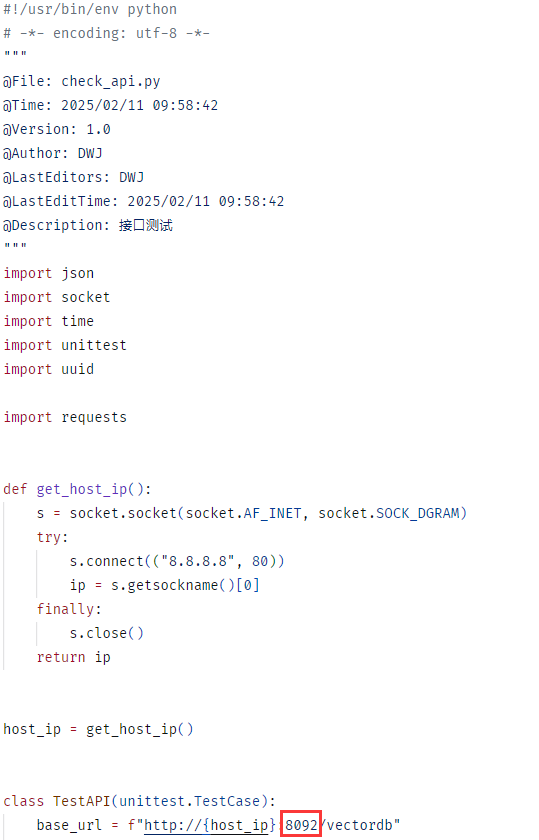 #!/usr/bin/env python
# -*- encoding: utf-8 -*-
"""
@File: check_api.py
@Time: 2025/02/11 09:58:42
@Version: 1.0
@Author: DWJ
@LastEditors: DWJ
@LastEditTime: 2025/02/11 09:58:42
@Description: 接口测试
"""
import json
import socket
import time
import unittest
import uuid

import requests


def get_host_ip():
    s = socket.socket(socket.AF_INET, socket.SOCK_DGRAM)
    try:
        s.connect(("8.8.8.8", 80))
        ip = s.getsockname()[0]
    finally:
        s.close()
    return ip


host_ip = get_host_ip()


class TestAPI(unittest.TestCase):
    base_url = f"http://{host_ip}:8092/vectordb"